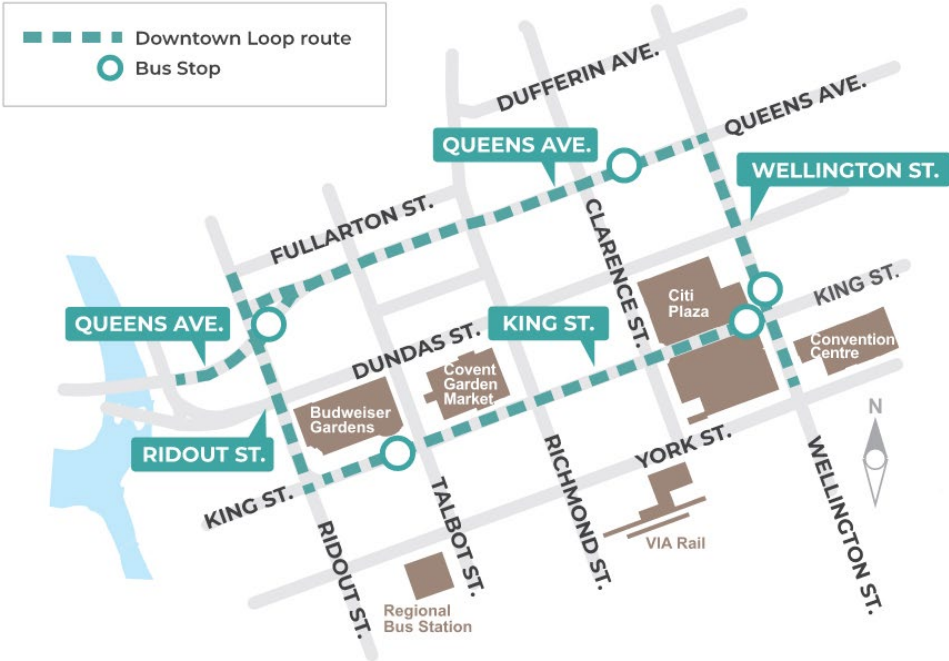 Downtown Loop route
Bus Stop
DUFFERIN AVE.
QUEENS AVE.
QUEENS AVE.
WELLINGTON ST.
FULLARTON ST.
CLARENCE ST.
KING ST.
Citi
Plaza
QUEENS AVE.
KING ST.
DUNDAS ST.
Convention
Centre
Covent
Garden
Market
Budweiser
Gardens
N
RIDOUT ST.
YORK ST.
RICHMOND ST.
WELLINGTON ST.
KING ST.
TALBOT ST.
RIDOUT ST.
VIA Rail
Regional
Bus Station